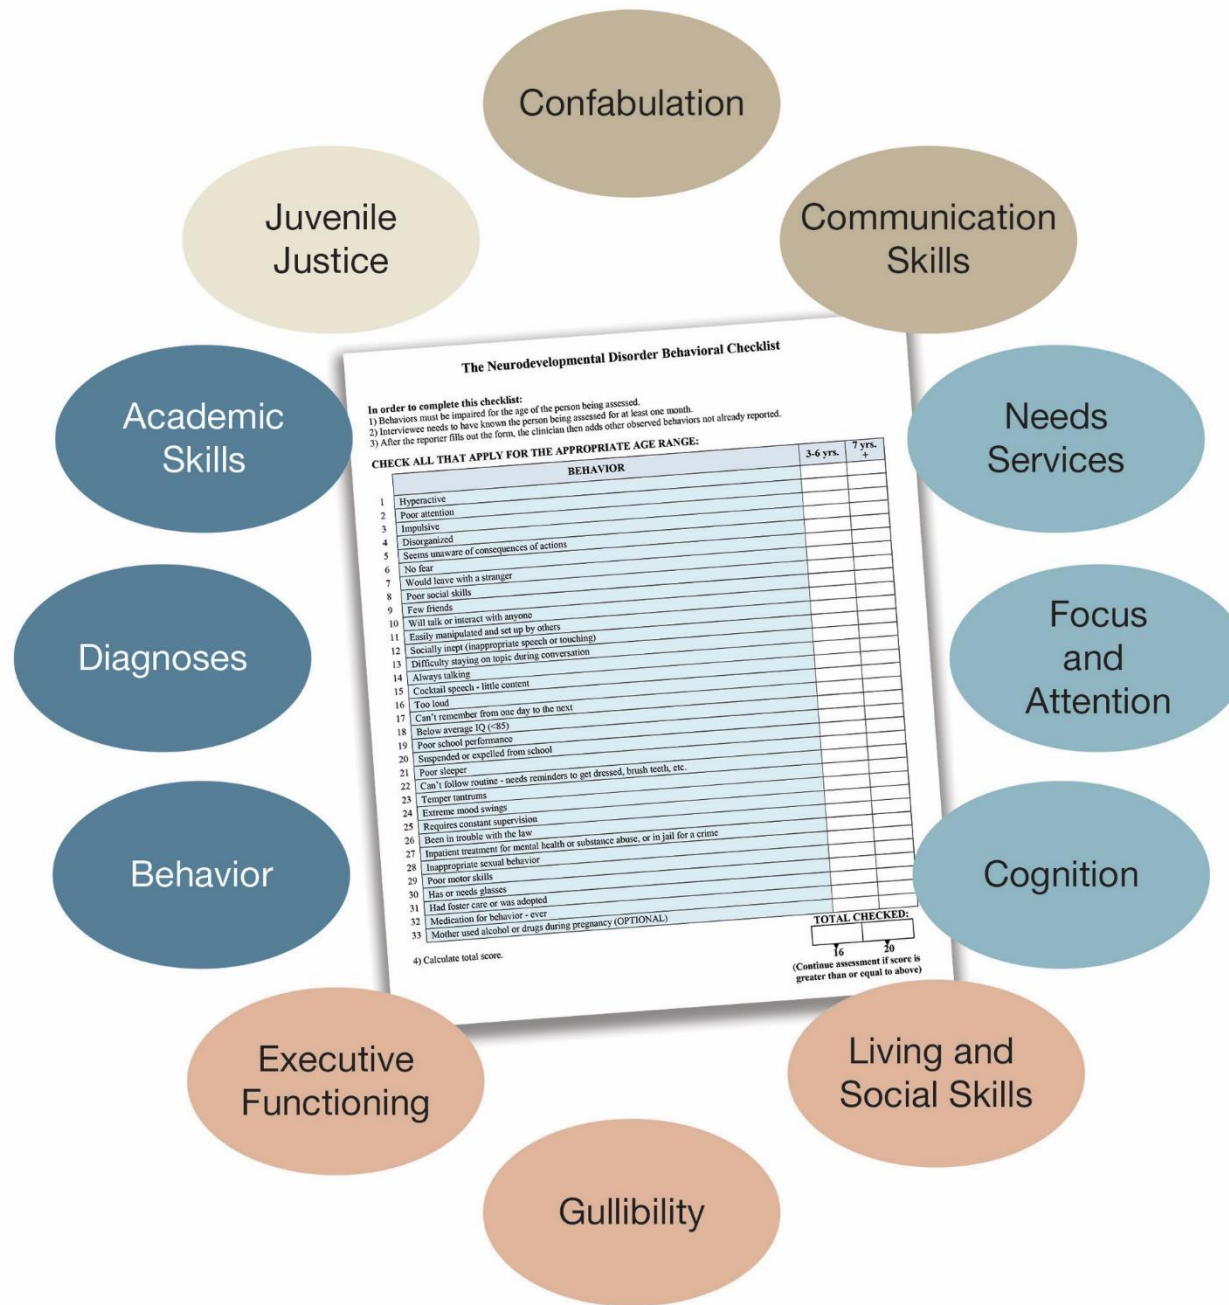 Confabulation
Juvenile
Justice
Communication
Skills
Academic
Skills
Needs
Services
Diagnoses
Focus
and
Attention
Behavior
Cognition
Executive
Functioning
Living and
Social Skills
Gullibility
The Neurodevelopmental Disorder Behavioral Checklist
In order to complete this checklist:
1) Behaviors must be impaired for the age of the person being assessed.
2) Interviewee needs to have known the person being assessed for at least one month.
3) After the reporter fills out the form, the clinician then adds other observed behaviors not already reported.
CHECK ALL THAT APPLY FOR THE APPROPRIATE AGE RANGE:
BEHAVIOR 3-6 yrs. 7 yrs.
+
1 Hyperactive
2 Poor attention
3 Impulsive
4 Disorganized
5 Seems unaware of consequences of actions
6 No fear
7 Would leave with a stranger
8 Poor social skills
9 Few friends
10 Will talk or interact with anyone
11 Easily manipulated and set up by others
12 Socially inept (inappropriate speech or touching)
13 Difficulty staying on topic during conversation
14 Always talking
15 Cocktail speech - little content
16 Too loud
17 Can't remember from one day to the next
18 Below average IQ (<85)
19 Poor school performance
20 Suspended or expelled from school
21 Poor sleeper
22 Can't follow routine - needs reminders to get dressed, brush teeth, etc.
23 Temper tantrums
24 Extreme mood swings
25 Requires constant supervision
26 Been in trouble with the law
27 Inpatient treatment for mental health or substance abuse, or in jail for a crime
28 Inappropriate sexual behavior
29 Poor motor skills
30 Has or needs glasses
31 Had foster care or was adopted
32 Medication for behavior - ever
33 Mother used alcohol or drugs during pregnancy (OPTIONAL)
TOTAL CHECKED:
4) Calculate total score.
16 20
(Continue assessment if score is
greater than or equal to above)